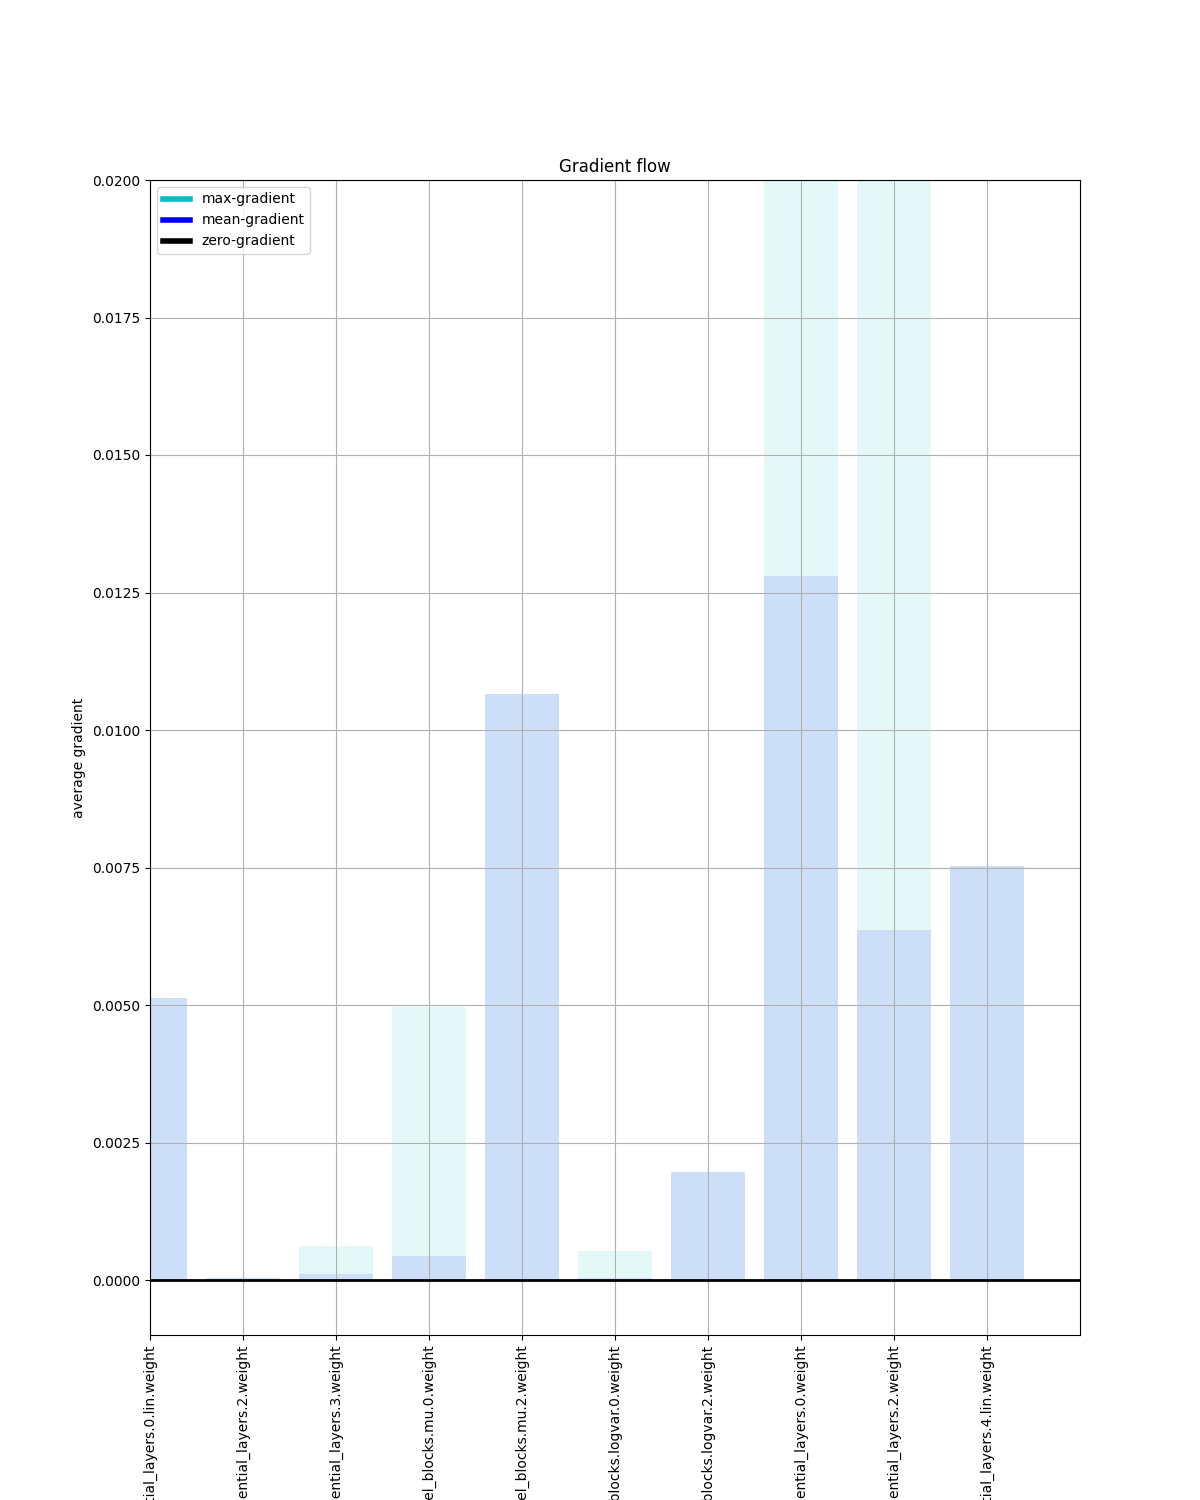 Gradient flow
max-gradient
mean-gradient
zero-gradient
0.0200
0.0175
0.0150
0.0125
0.0100
0.0075
0.0050
0.0025
0.0000
average gradient
tial_layers.0.lin.weight
ential_layers.2.weight
ential_layers.3.weight
el_blocks.mu.0.weight
el_blocks.mu.2.weight
blocks.logvar.0.weight
blocks.logvar.2.weight
ential_layers.0.weight
ential_layers.2.weight
tial_layers.4.lin.weight